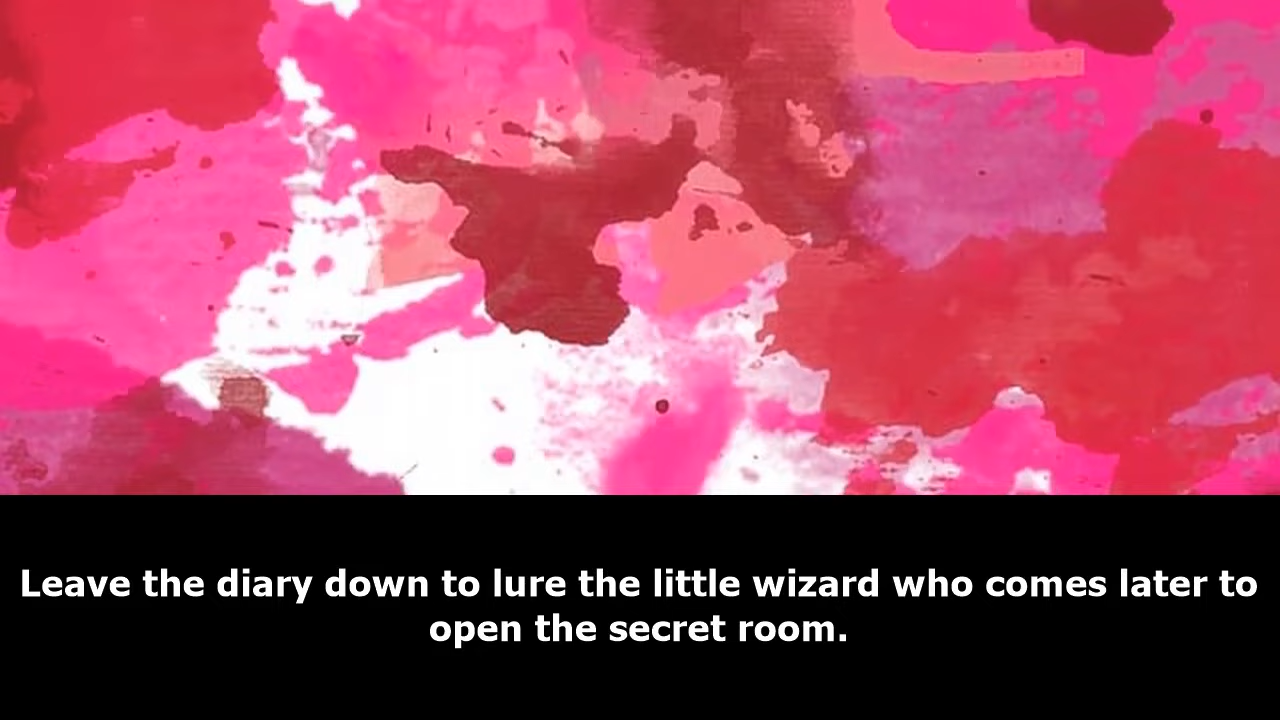 Leave the diary down to lure the little wizard who comes later to
open the secret room.